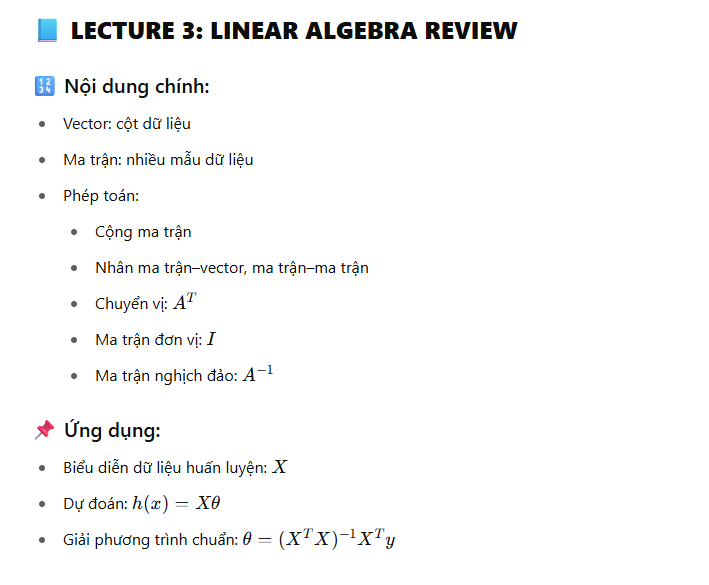 📘 LECTURE 3: LINEAR ALGEBRA REVIEW
🔢 Nội dung chính:
• Vector: cột dữ liệu
• Ma trận: nhiều mẫu dữ liệu
• Phép toán:
• Cộng ma trận
• Nhân ma trận–vector, ma trận–ma trận
• Chuyển vị: $A^T$
• Ma trận đơn vị: $I$
• Ma trận nghịch đảo: $A^{-1}$
📌 Ứng dụng:
• Biểu diễn dữ liệu huấn luyện: $X$
• Dự đoán: $h(x) = X\theta$
• Giải phương trình chuẩn: $\theta = (X^T X)^{-1} X^T y$